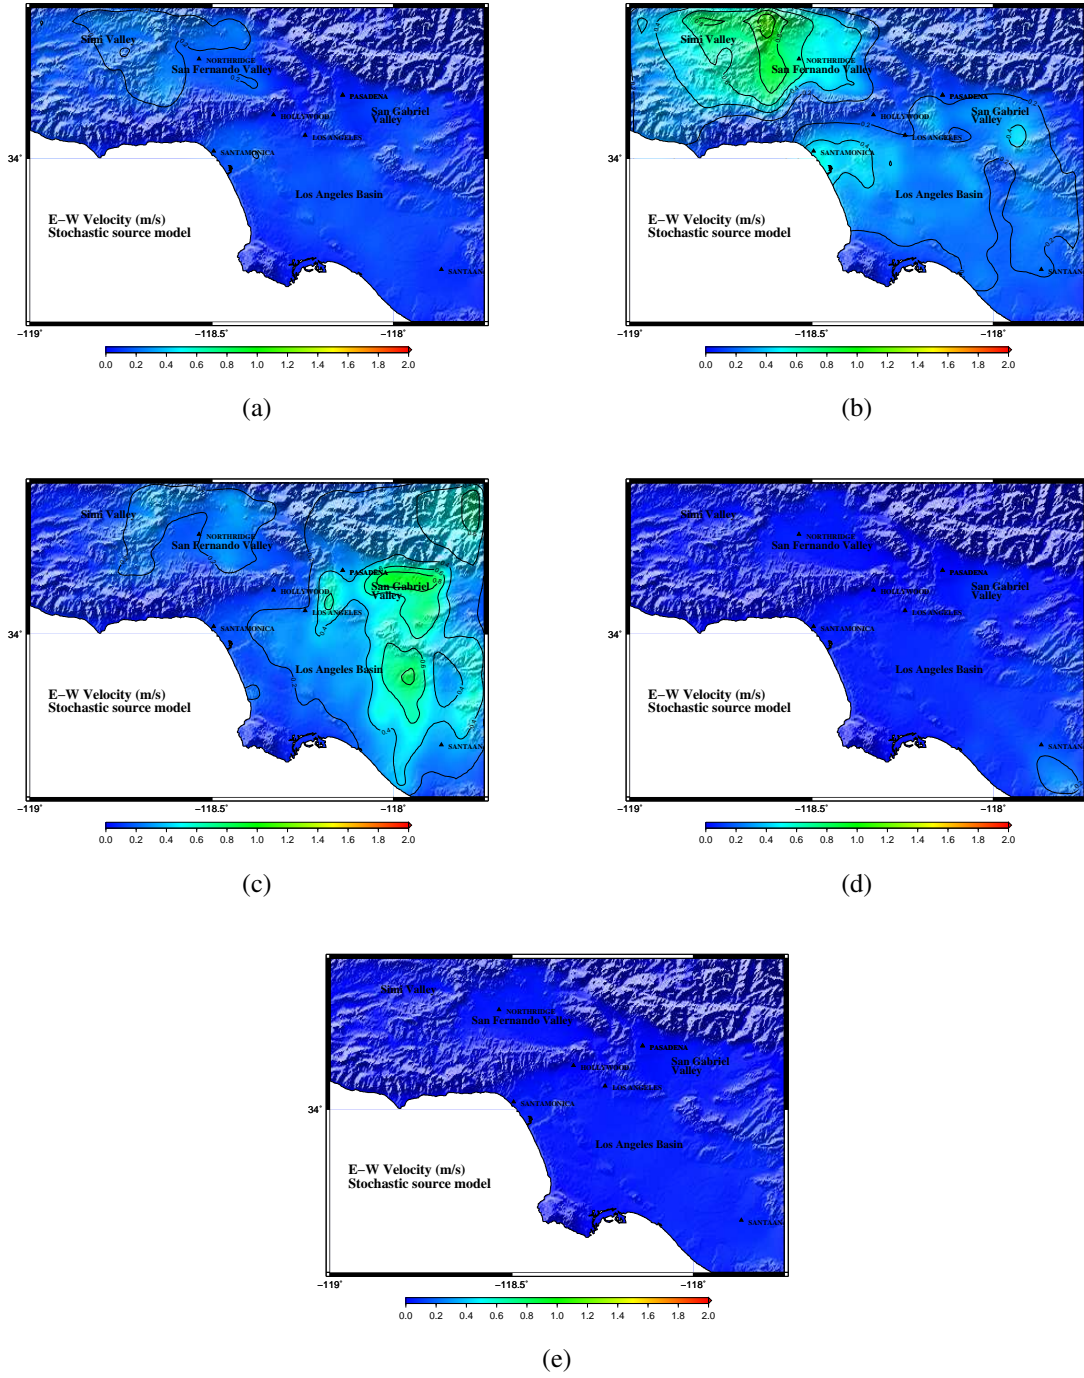 Simi Valley
NORTHRIDGE
San Fernando Valley
PASADENA
San Gabriel
Valley
HOLLYWOOD
LOS ANGELES
34°
SANTAMONICA
Los Angeles Basin
E-W Velocity (m/s)
Stochastic source model
SANTAAN
-119° -118.5° -118°
0.0 0.2 0.4 0.6 0.8 1.0 1.2 1.4 1.6 1.8 2.0
(a)
Simi Valley
NORTHRIDGE
San Fernando Valley
PASADENA
San Gabriel
Valley
HOLLYWOOD
LOS ANGELES
34°
SANTAMONICA
Los Angeles Basin
E-W Velocity (m/s)
Stochastic source model
SANTAAN
-119° -118.5° -118°
0.0 0.2 0.4 0.6 0.8 1.0 1.2 1.4 1.6 1.8 2.0
(b)
Simi Valley
NORTHRIDGE
San Fernando Valley
PASADENA
San Gabriel
Valley
HOLLYWOOD
LOS ANGELES
34°
SANTAMONICA
Los Angeles Basin
E-W Velocity (m/s)
Stochastic source model
SANTAAN
-119° -118.5° -118°
0.0 0.2 0.4 0.6 0.8 1.0 1.2 1.4 1.6 1.8 2.0
(c)
Simi Valley
NORTHRIDGE
San Fernando Valley
PASADENA
San Gabriel
Valley
HOLLYWOOD
LOS ANGELES
34°
SANTAMONICA
Los Angeles Basin
E-W Velocity (m/s)
Stochastic source model
SANTAAN
-119° -118.5° -118°
0.0 0.2 0.4 0.6 0.8 1.0 1.2 1.4 1.6 1.8 2.0
(d)
Simi Valley
NORTHRIDGE
San Fernando Valley
PASADENA
San Gabriel
Valley
HOLLYWOOD
LOS ANGELES
34°
SANTAMONICA
Los Angeles Basin
E-W Velocity (m/s)
Stochastic source model
SANTAAN
-119° -118.5° -118°
0.0 0.2 0.4 0.6 0.8 1.0 1.2 1.4 1.6 1.8 2.0
(e)